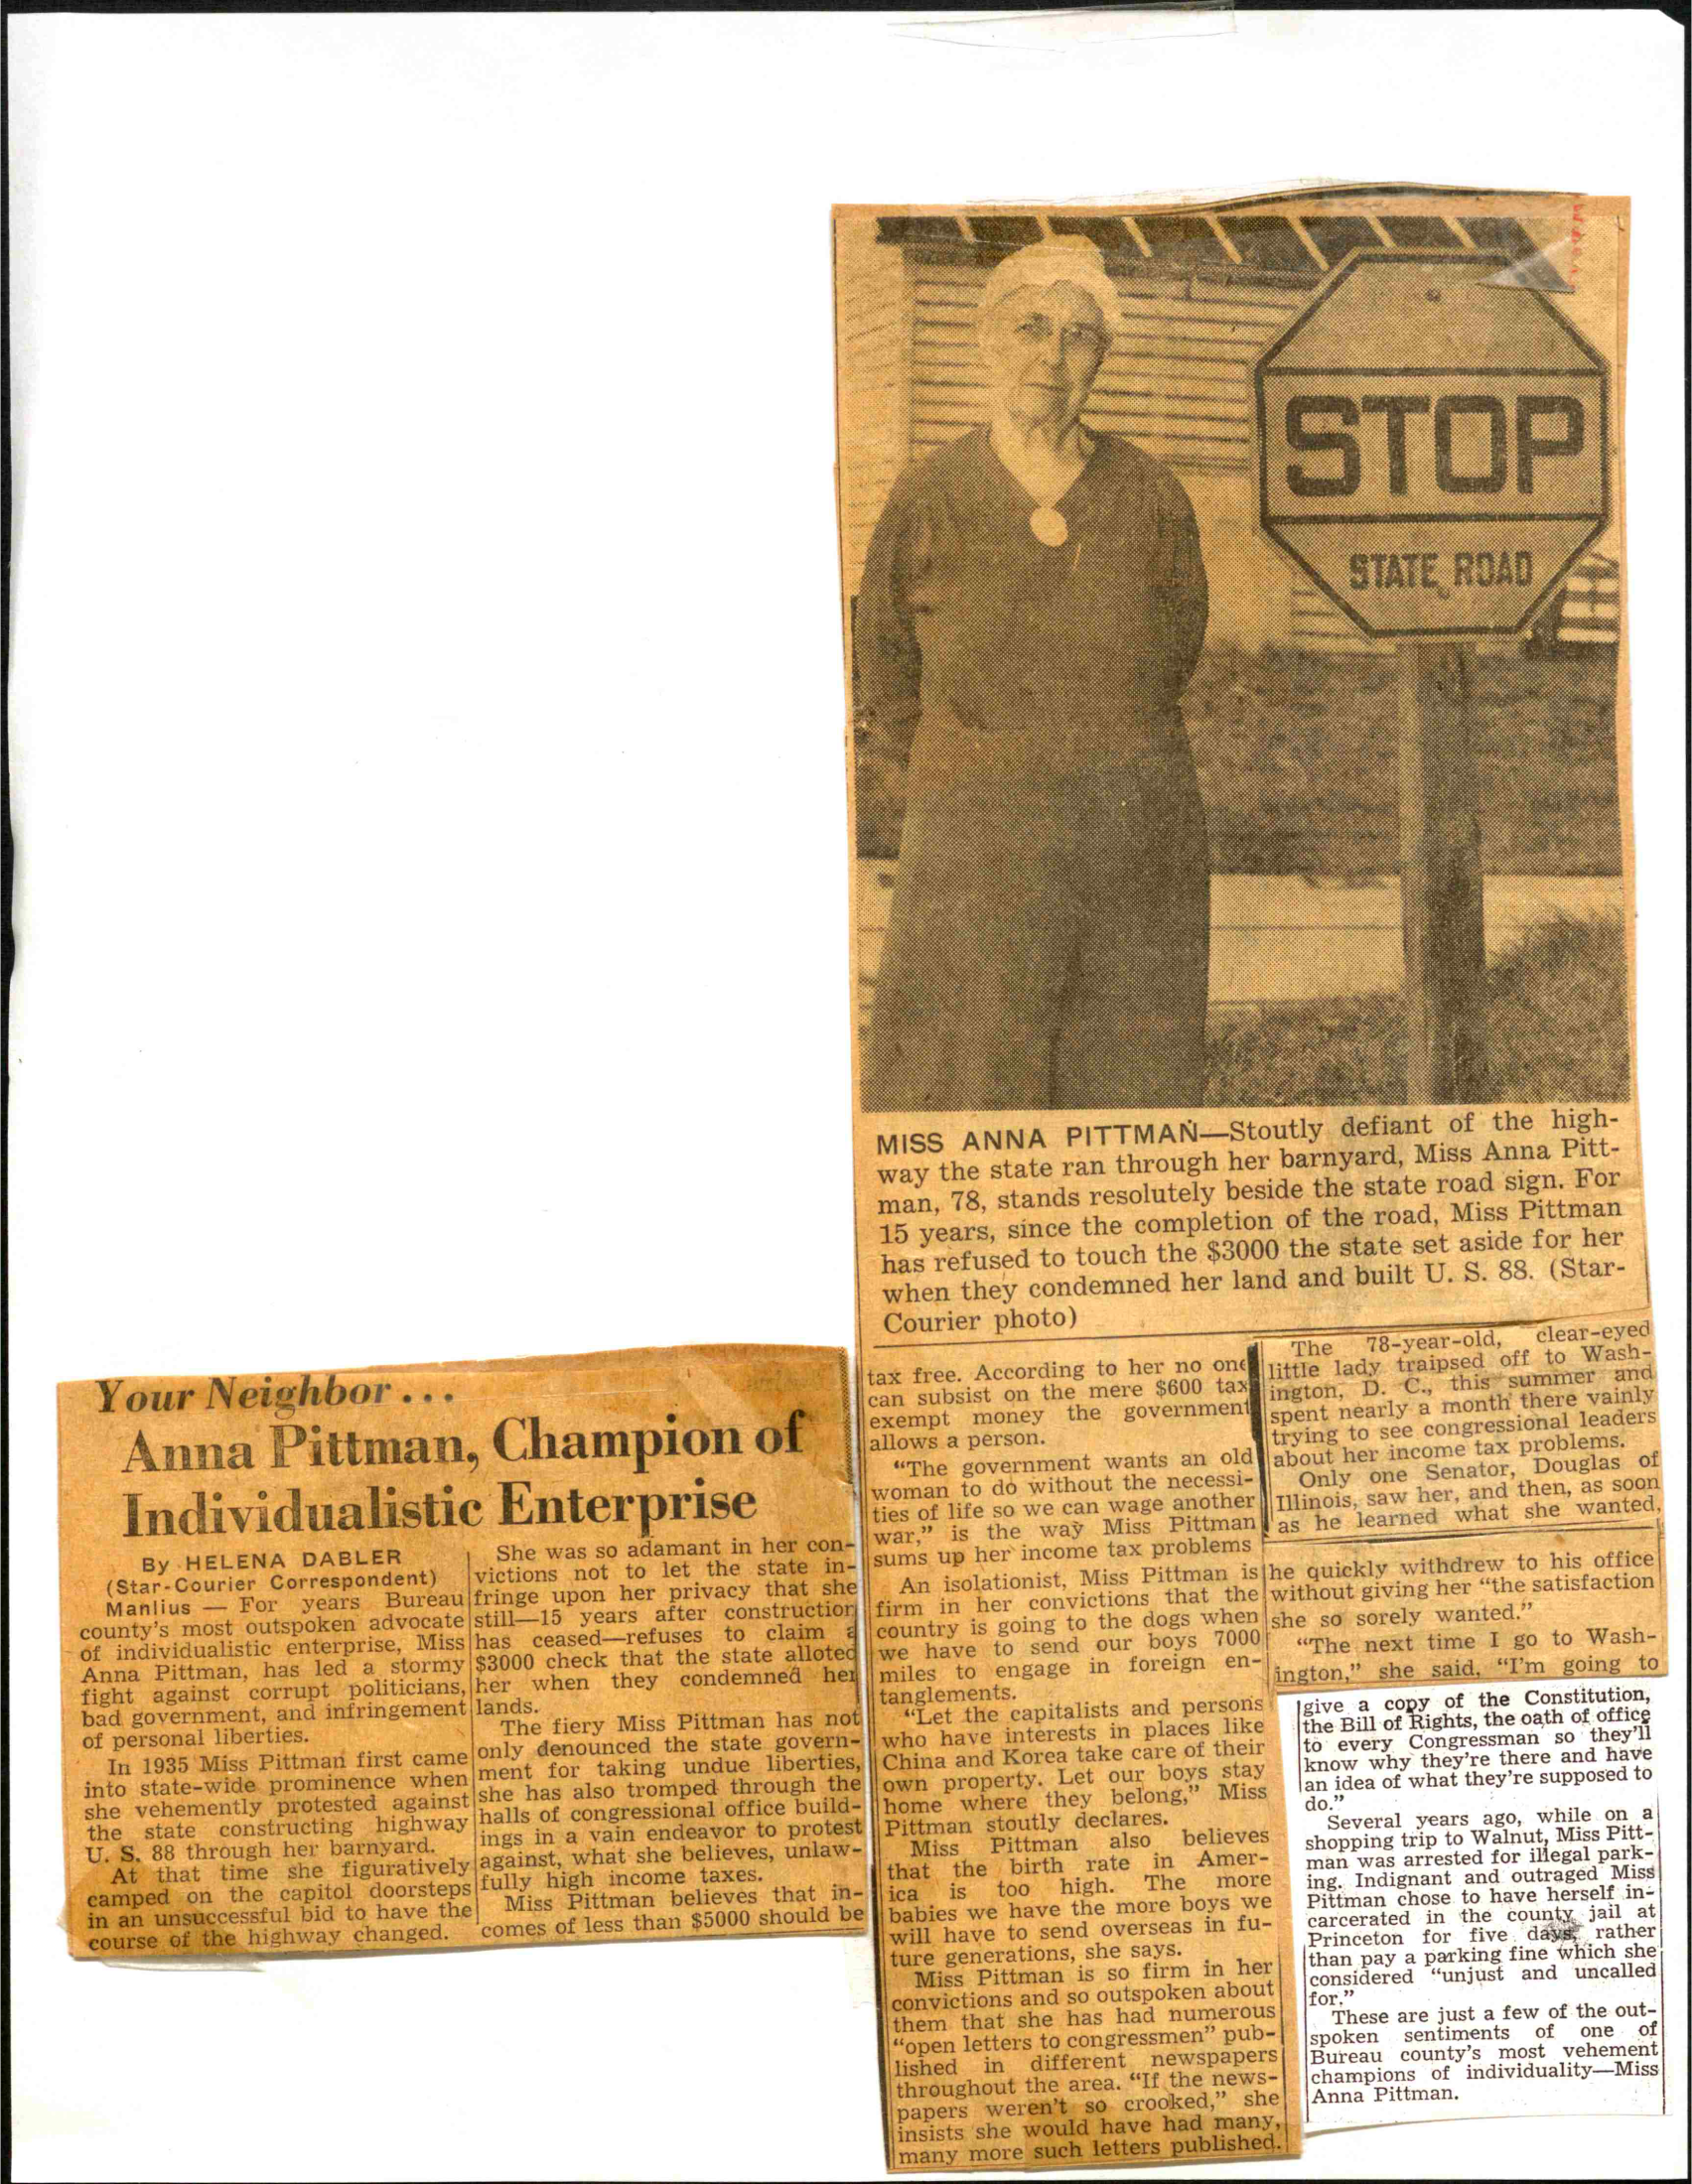 STOP
STATE ROAD
MISS ANNA PITTMAN—Stoutly defiant of the high-
way the state ran through her barnyard, Miss Anna Pitt-
man, 78, stands resolutely beside the state road sign. For
15 years, since the completion of the road, Miss Pittman
has refused to touch the $3000 the state set aside for her
when they condemned her land and built U. S. 88. (Star-
Courier photo)
Your Neighbor . . .
Anna Pittman, Champion of
Individualistic Enterprise
By HELENA DABLER
(Star-Courier Correspondent)
Manlius — For years Bureau
county's most outspoken advocate
of individualistic enterprise, Miss
Anna Pittman, has led a stormy
fight against corrupt politicians,
bad government, and infringement
of personal liberties.
In 1935 Miss Pittman first came
into state-wide prominence when
she vehemently protested against
the state constructing highway
U. S. 88 through her barnyard.
At that time she figuratively
camped on the capitol doorsteps
in an unsuccessful bid to have the
course of the highway changed.
She was so adamant in her con-
victions not to let the state in-
fringe upon her privacy that she
still—15 years after construction
has ceased—refuses to claim a
$3000 check that the state alloted
her when they condemned her
lands.
The fiery Miss Pittman has not
only denounced the state govern-
ment for taking undue liberties,
she has also tromped through the
halls of congressional office build-
ings in a vain endeavor to protest
against, what she believes, unlaw-
fully high income taxes.
Miss Pittman believes that in-
comes of less than $5000 should be
tax free. According to her no one
can subsist on the mere $600 tax
exempt money the government
allows a person.
"The government wants an old
woman to do without the necessi-
ties of life so we can wage another
war," is the way Miss Pittman
sums up her income tax problems
An isolationist, Miss Pittman is
firm in her convictions that the
country is going to the dogs when
we have to send our boys 7000
miles to engage in foreign en-
tanglements.
"Let the capitalists and persons
who have interests in places like
China and Korea take care of their
own property. Let our boys stay
home where they belong," Miss
Pittman stoutly declares.
Miss Pittman also believes
that the birth rate in Amer-
ica is too high. The more
babies we have the more boys we
will have to send overseas in fu-
ture generations, she says.
Miss Pittman is so firm in her
convictions and so outspoken about
them that she has had numerous
"open letters to congressmen" pub-
lished in different newspapers
throughout the area. "If the news-
papers weren't so crooked," she
insists she would have had many,
many more such letters published.
The 78-year-old, clear-eyed
little lady traipsed off to Wash-
ington, D. C., this summer and
spent nearly a month there vainly
trying to see congressional leaders
about her income tax problems.
Only one Senator, Douglas of
Illinois, saw her, and then, as soon
as he learned what she wanted,
he quickly withdrew to his office
without giving her "the satisfaction
she so sorely wanted."
"The next time I go to Wash-
ington," she said, "I'm going to
give a copy of the Constitution,
the Bill of Rights, the oath of office
to every Congressman so they'll
know why they're there and have
an idea of what they're supposed to
do."
Several years ago, while on a
shopping trip to Walnut, Miss Pitt-
man was arrested for illegal park-
ing. Indignant and outraged Miss
Pittman chose to have herself in-
carcerated in the county jail at
Princeton for five days, rather
than pay a parking fine which she
considered "unjust and uncalled
for."
These are just a few of the out-
spoken sentiments of one of
Bureau county's most vehement
champions of individuality—Miss
Anna Pittman.